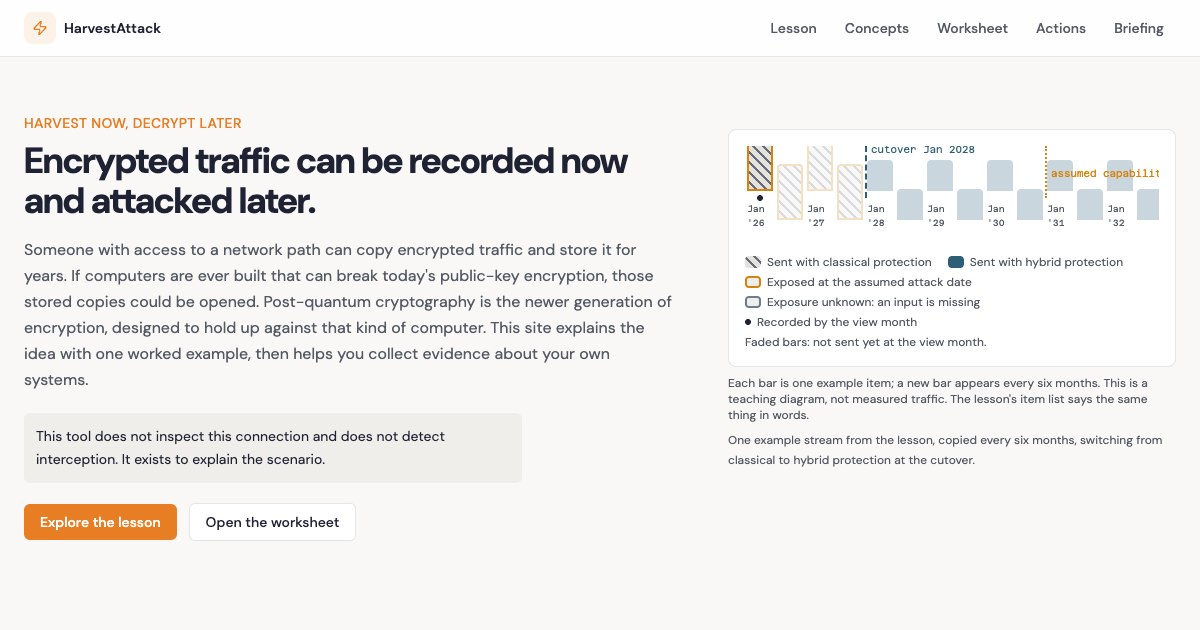 HarvestAttack
Lesson Concepts Worksheet Actions Briefing
HARVEST NOW, DECRYPT LATER
Encrypted traffic can be recorded now
and attacked later.
Someone with access to a network path can copy encrypted traffic and store it for
years. If computers are ever built that can break today's public-key encryption, those
stored copies could be opened. Post-quantum cryptography is the newer generation of
encryption, designed to hold up against that kind of computer. This site explains the
idea with one worked example, then helps you collect evidence about your own
systems.
This tool does not inspect this connection and does not detect
interception. It exists to explain the scenario.
Explore the lesson
Open the worksheet
cutover Jan 2028
assumed capabilit
Jan '26
Jan '27
Jan '28
Jan '29
Jan '30
Jan '31
Jan '32
Sent with classical protection
Sent with hybrid protection
Exposed at the assumed attack date
Exposure unknown: an input is missing
Recorded by the view month
Faded bars: not sent yet at the view month.
Each bar is one example item; a new bar appears every six months. This is a
teaching diagram, not measured traffic. The lesson's item list says the same
thing in words.
One example stream from the lesson, copied every six months, switching from
classical to hybrid protection at the cutover.